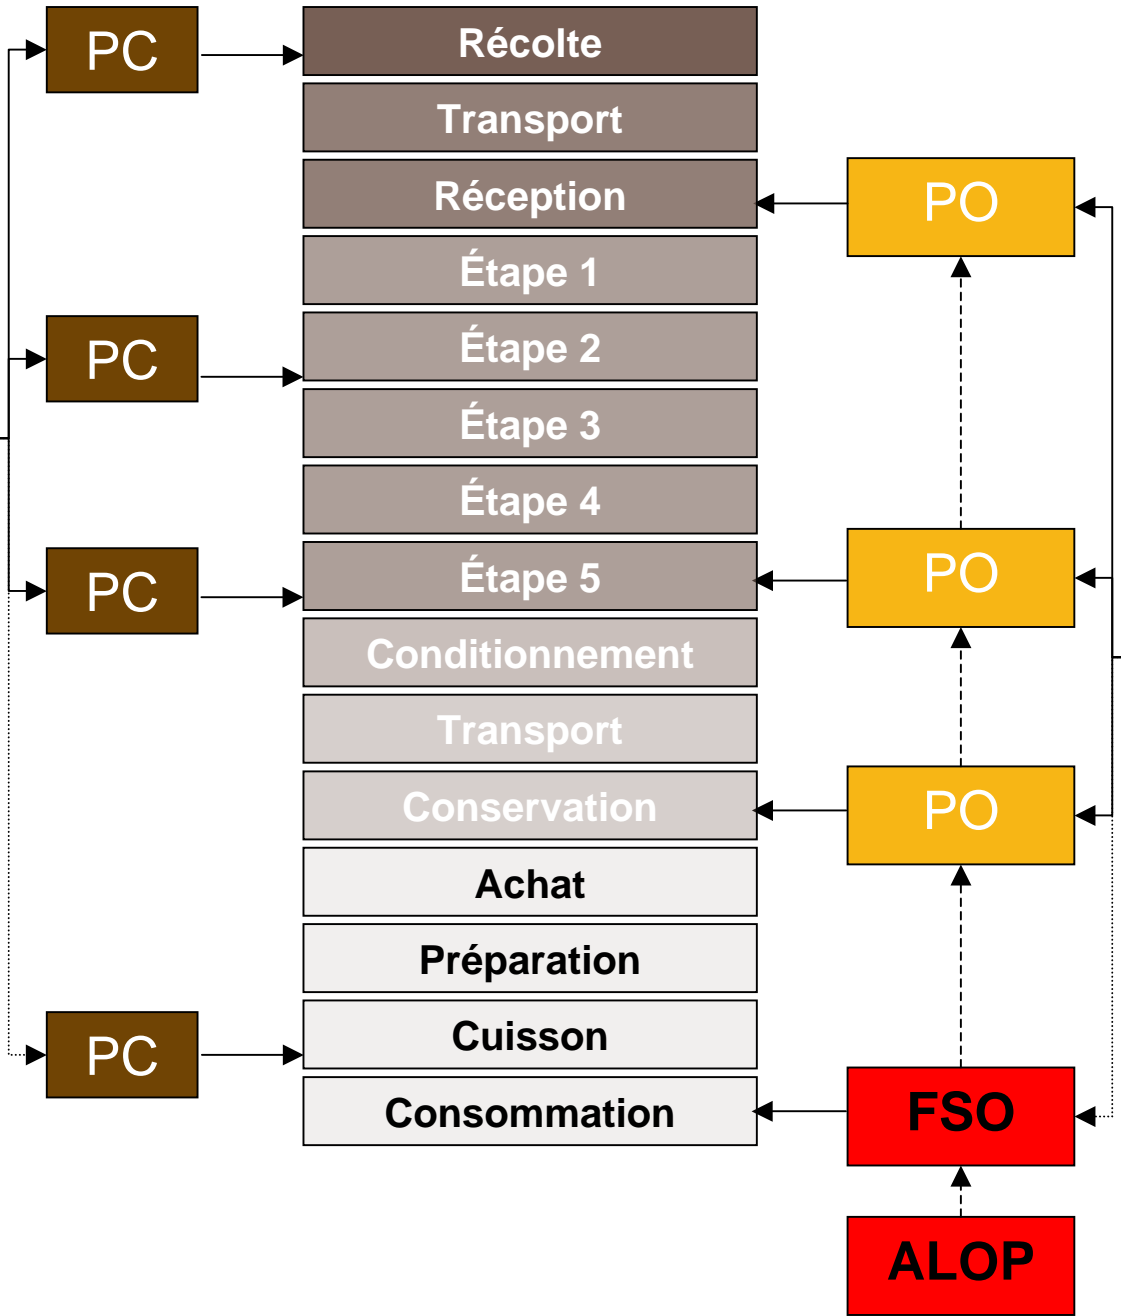 PC
Récolte
Transport
Réception
PO
Étape 1
PC
Étape 2
Étape 3
Étape 4
PC
Étape 5
PO
Conditionnement
Transport
Conservation
PO
Achat
Préparation
PC
Cuisson
Consommation
FSO
ALOP